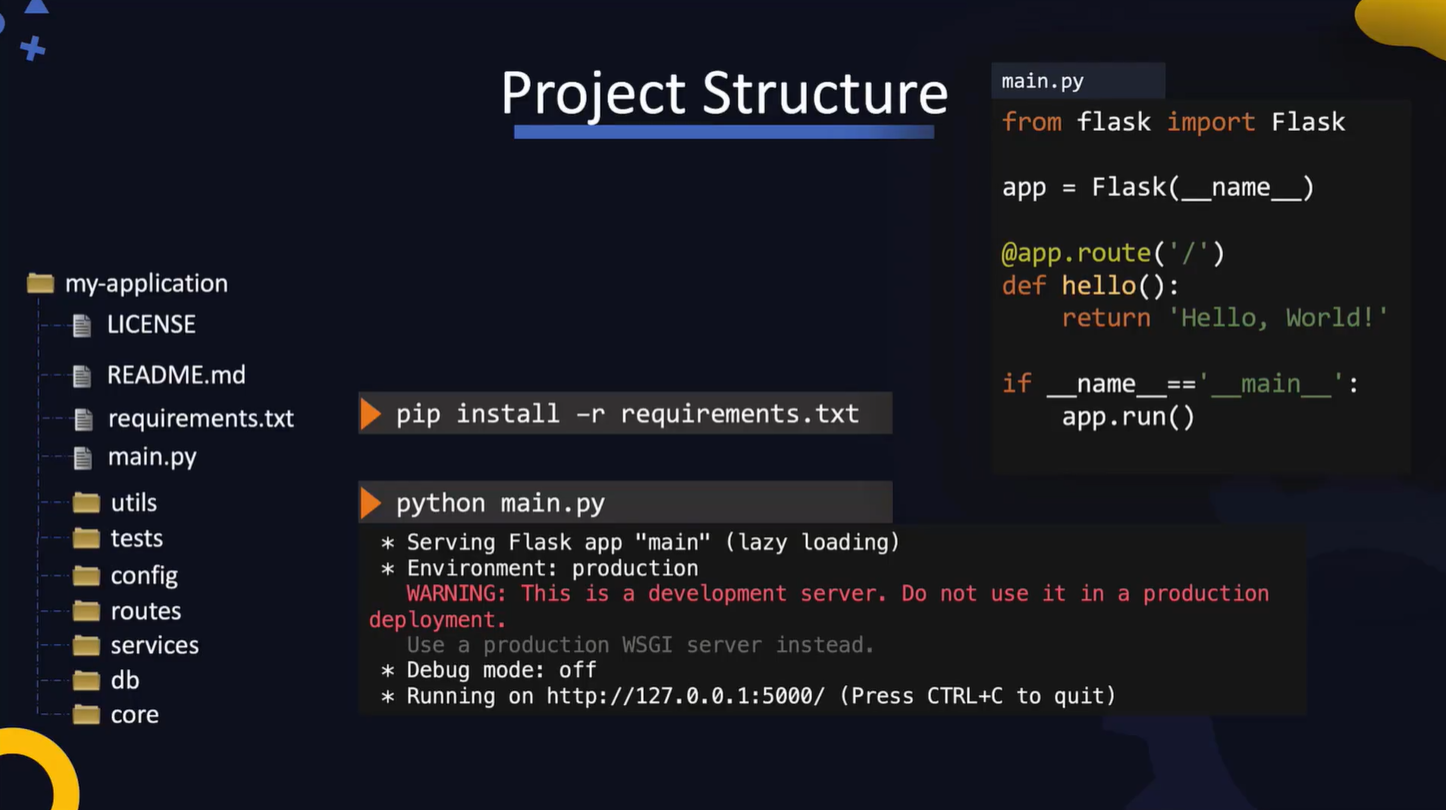 Project Structure
my-application
LICENSE
README.md
requirements.txt
main.py
utils
tests
config
routes
services
db
core
pip install –r requirements.txt
python main.py
* Serving Flask app "main" (lazy loading)
* Environment: production
WARNING: This is a development server. Do not use it in a production
deployment.
Use a production WSGI server instead.
* Debug mode: off
* Running on http://127.0.0.1:5000/ (Press CTRL+C to quit)
main.py
from flask import Flask
app = Flask(__name__)
@app.route('/')
def hello():
    return 'Hello, World!'
if __name__=='__main__':
    app.run()